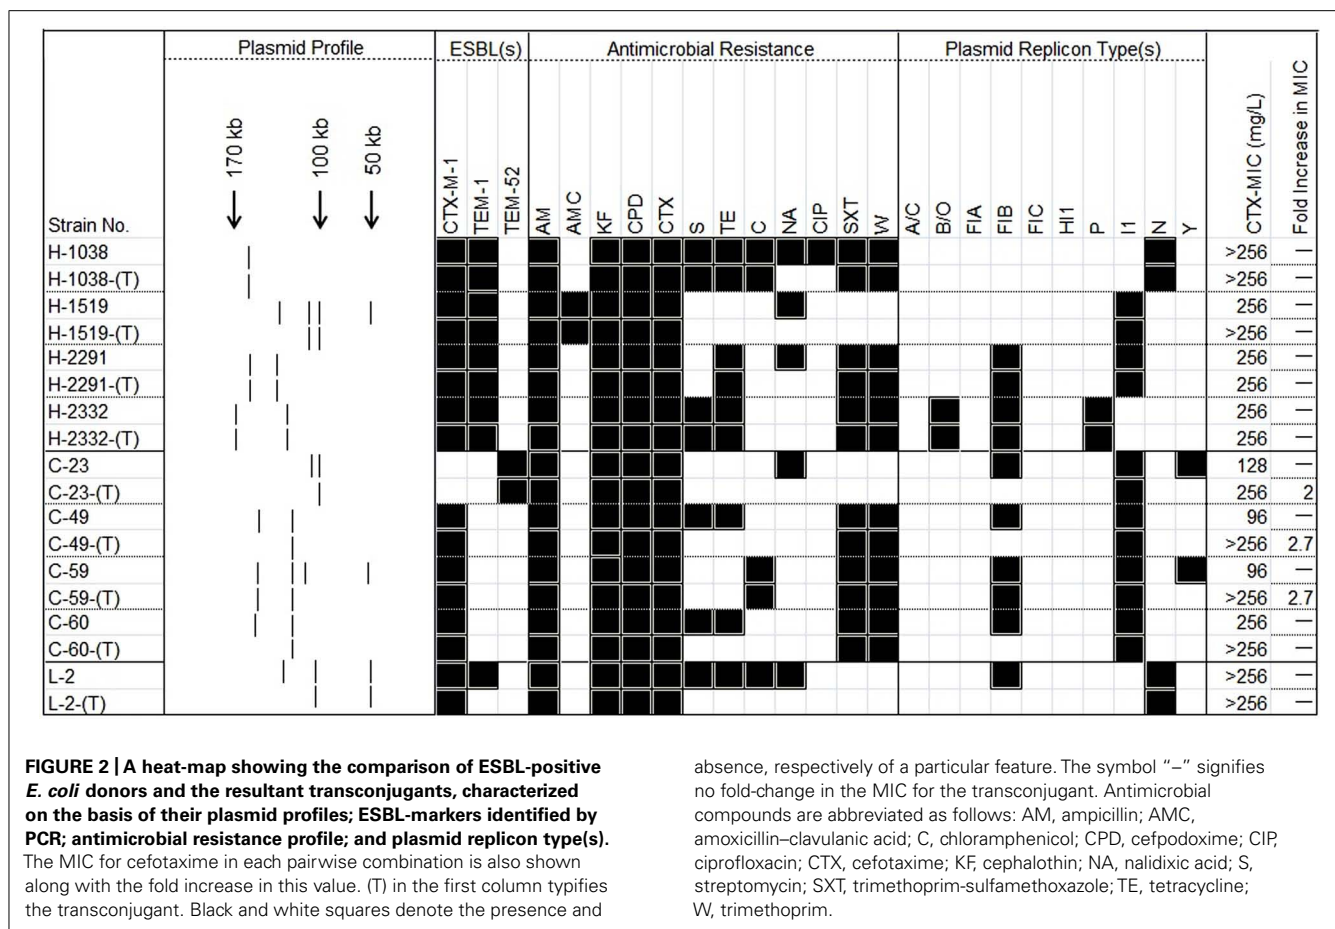 Plasmid Profile ESBL(s) Antimicrobial Resistance Plasmid Replicon Type(s)
Strain No. 170 kb 100 kb 50 kb CTX-M-1 TEM-1 TEM-52 AM AMC KF CPD CTX S TE C NA CIP SXT W A/C B/O FIA FIB FIC HI1 P I1 N Y CTX-MIC (mg/L) Fold Increase in MIC
H-1038 >256 —
H-1038-(T) >256 —
H-1519 256 —
H-1519-(T) >256 —
H-2291 256 —
H-2291-(T) 256 —
H-2332 256 —
H-2332-(T) 256 —
C-23 128 —
C-23-(T) 256 2
C-49 96 —
C-49-(T) >256 2.7
C-59 96 —
C-59-(T) >256 2.7
C-60 256 —
C-60-(T) >256 —
L-2 >256 —
L-2-(T) >256 —
FIGURE 2 | A heat-map showing the comparison of ESBL-positive
E. coli donors and the resultant transconjugants, characterized
on the basis of their plasmid profiles; ESBL-markers identified by
PCR; antimicrobial resistance profile; and plasmid replicon type(s).
The MIC for cefotaxime in each pairwise combination is also shown
along with the fold increase in this value. (T) in the first column typifies
the transconjugant. Black and white squares denote the presence and
absence, respectively of a particular feature. The symbol “–” signifies
no fold-change in the MIC for the transconjugant. Antimicrobial
compounds are abbreviated as follows: AM, ampicillin; AMC,
amoxicillin–clavulanic acid; C, chloramphenicol; CPD, cefpodoxime; CIP,
ciprofloxacin; CTX, cefotaxime; KF, cephalothin; NA, nalidixic acid; S,
streptomycin; SXT, trimethoprim-sulfamethoxazole; TE, tetracycline;
W, trimethoprim.